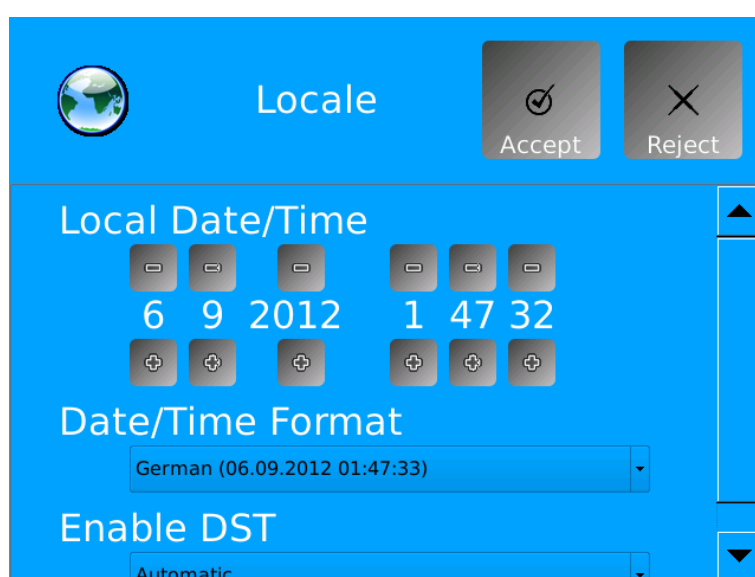 Locale
Accept
Reject
Local Date/Time
6 9 2012 1 47 32
Date/Time Format
German (06.09.2012 01:47:33)
Enable DST
Automatic